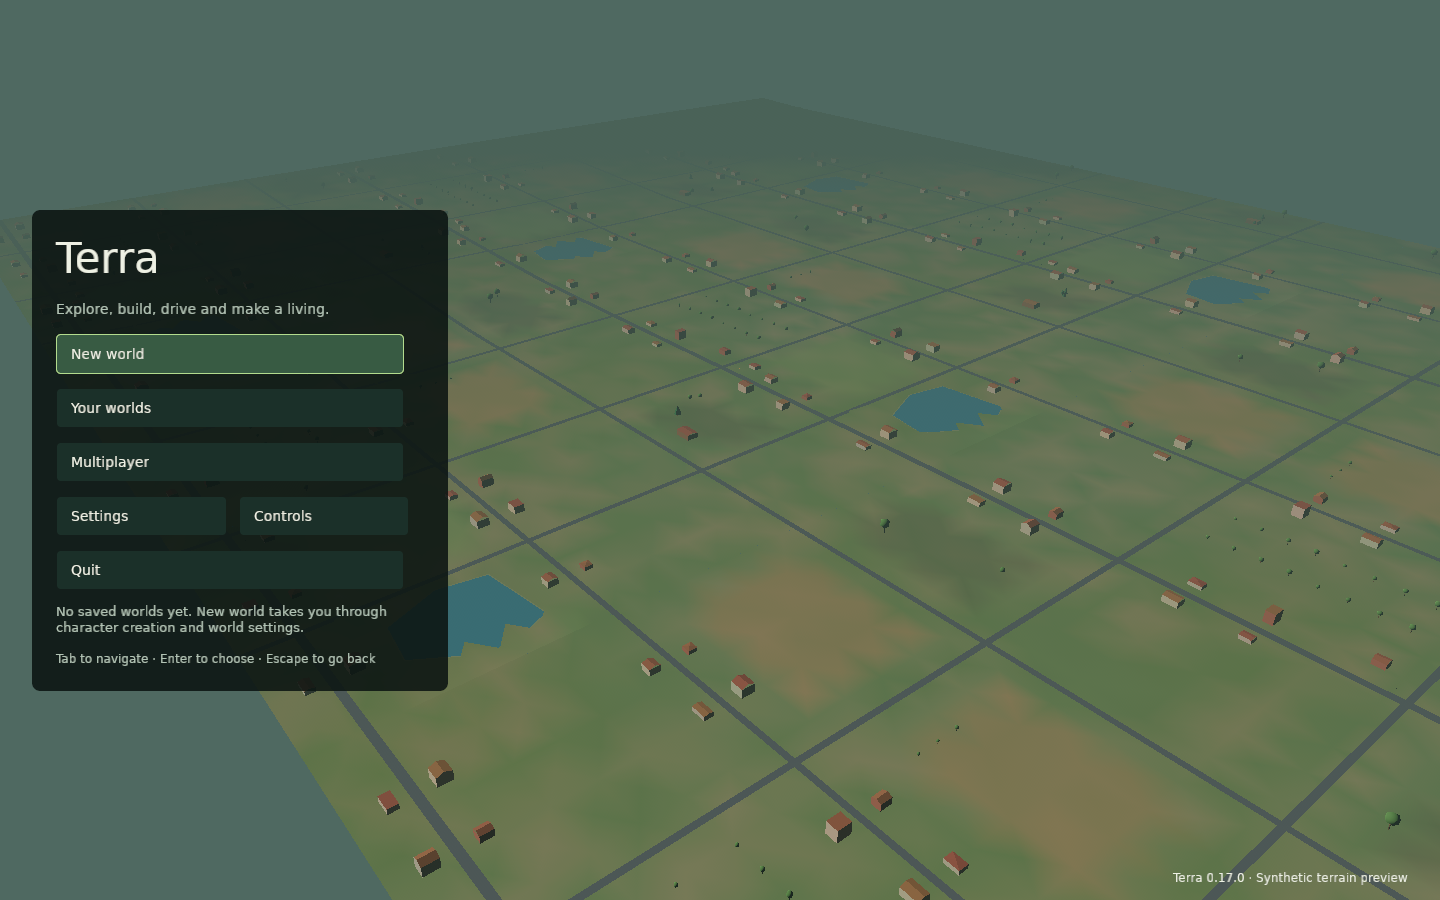 Terra
Explore, build, drive and make a living.
New world
Your worlds
Multiplayer
Settings
Controls
Quit
No saved worlds yet. New world takes you through
character creation and world settings.
Tab to navigate · Enter to choose · Escape to go back
Terra 0.17.0 · Synthetic terrain preview